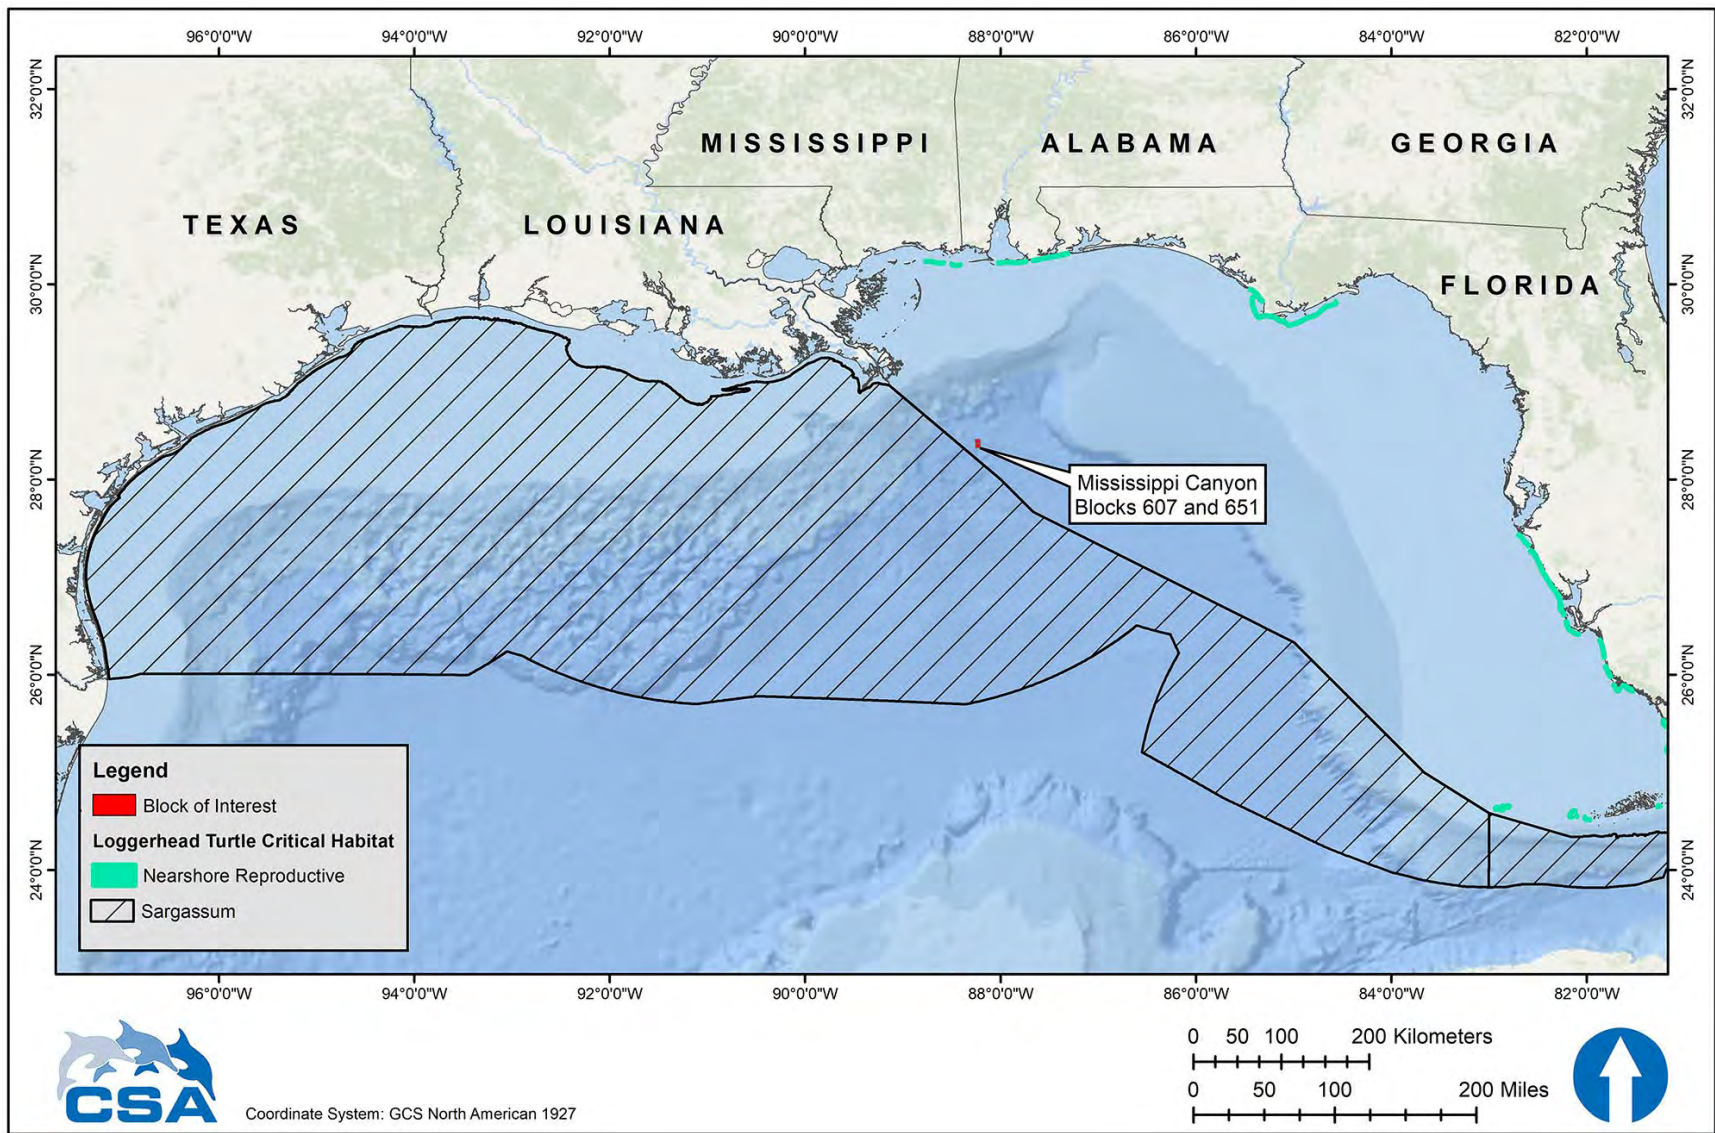 96°0'0"W 94°0'0"W 92°0'0"W 90°0'0"W 88°0'0"W 86°0'0"W 84°0'0"W 82°0'0"W
32°0'0"N 32°0'0"N
MISSISSIPPI ALABAMA GEORGIA
TEXAS LOUISIANA
30°0'0"N FLORIDA 30°0'0"N
28°0'0"N 28°0'0"N
Mississippi Canyon
Blocks 607 and 651
26°0'0"N 26°0'0"N
Legend
Block of Interest
Loggerhead Turtle Critical Habitat
24°0'0"N 24°0'0"N
Nearshore Reproductive
Sargassum
96°0'0"W 94°0'0"W 92°0'0"W 90°0'0"W 88°0'0"W 86°0'0"W 84°0'0"W 82°0'0"W
0 50 100 200 Kilometers
0 50 100 200 Miles
CSA
Coordinate System: GCS North American 1927